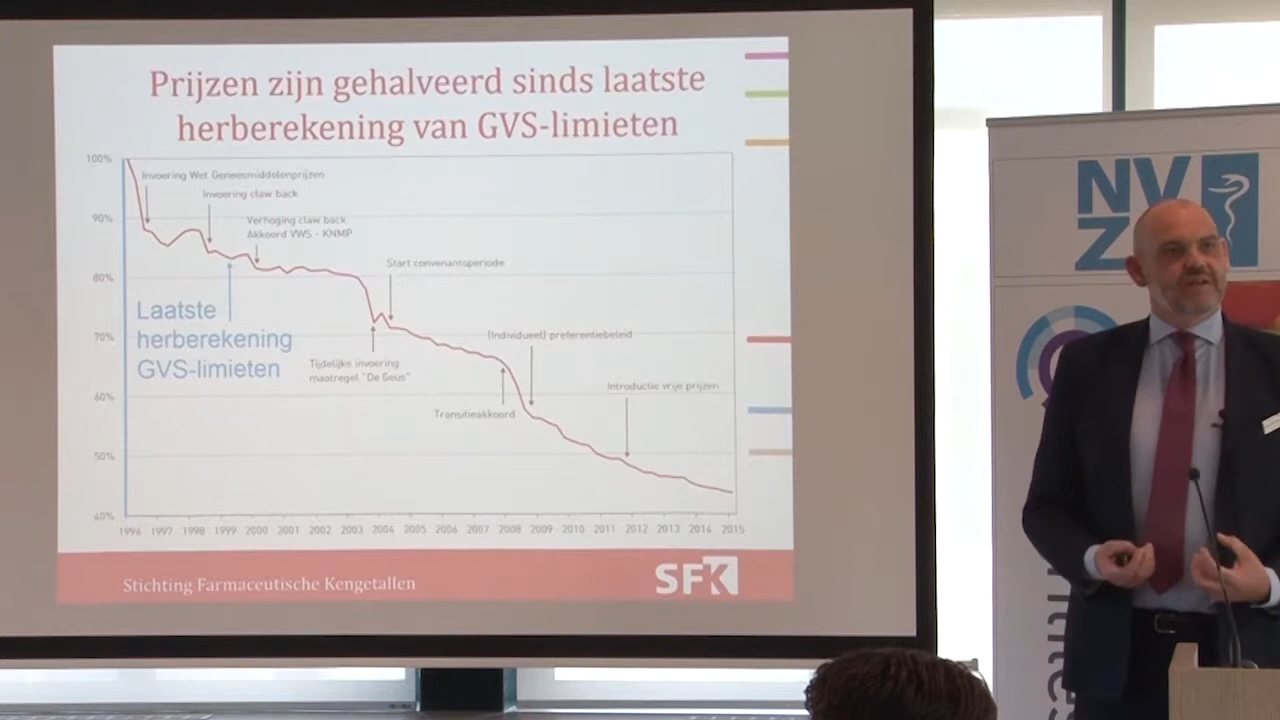 Prijzen zijn gehalveerd sinds laatste
herberekening van GVS-limieten
100%
90%
80%
70%
60%
50%
40%
Invoering Wet Geneesmiddelenprijzen
Invoering claw back
Verhoging claw back
Akkoord VWS - KNMP
Start convenantsperiode
Laatste
herberekening
GVS-limieten
Tijdelijke invoering
maatregel "De Geus"
(Individueel) preferentiebeleid
Transitieakkoord
Introductie vrije prijzen
1996 1997 1998 1999 2000 2001 2002 2003 2004 2005 2006 2007 2008 2009 2010 2011 2012 2013 2014 2015
Stichting Farmaceutische Kengetallen
SFK
NV
Z